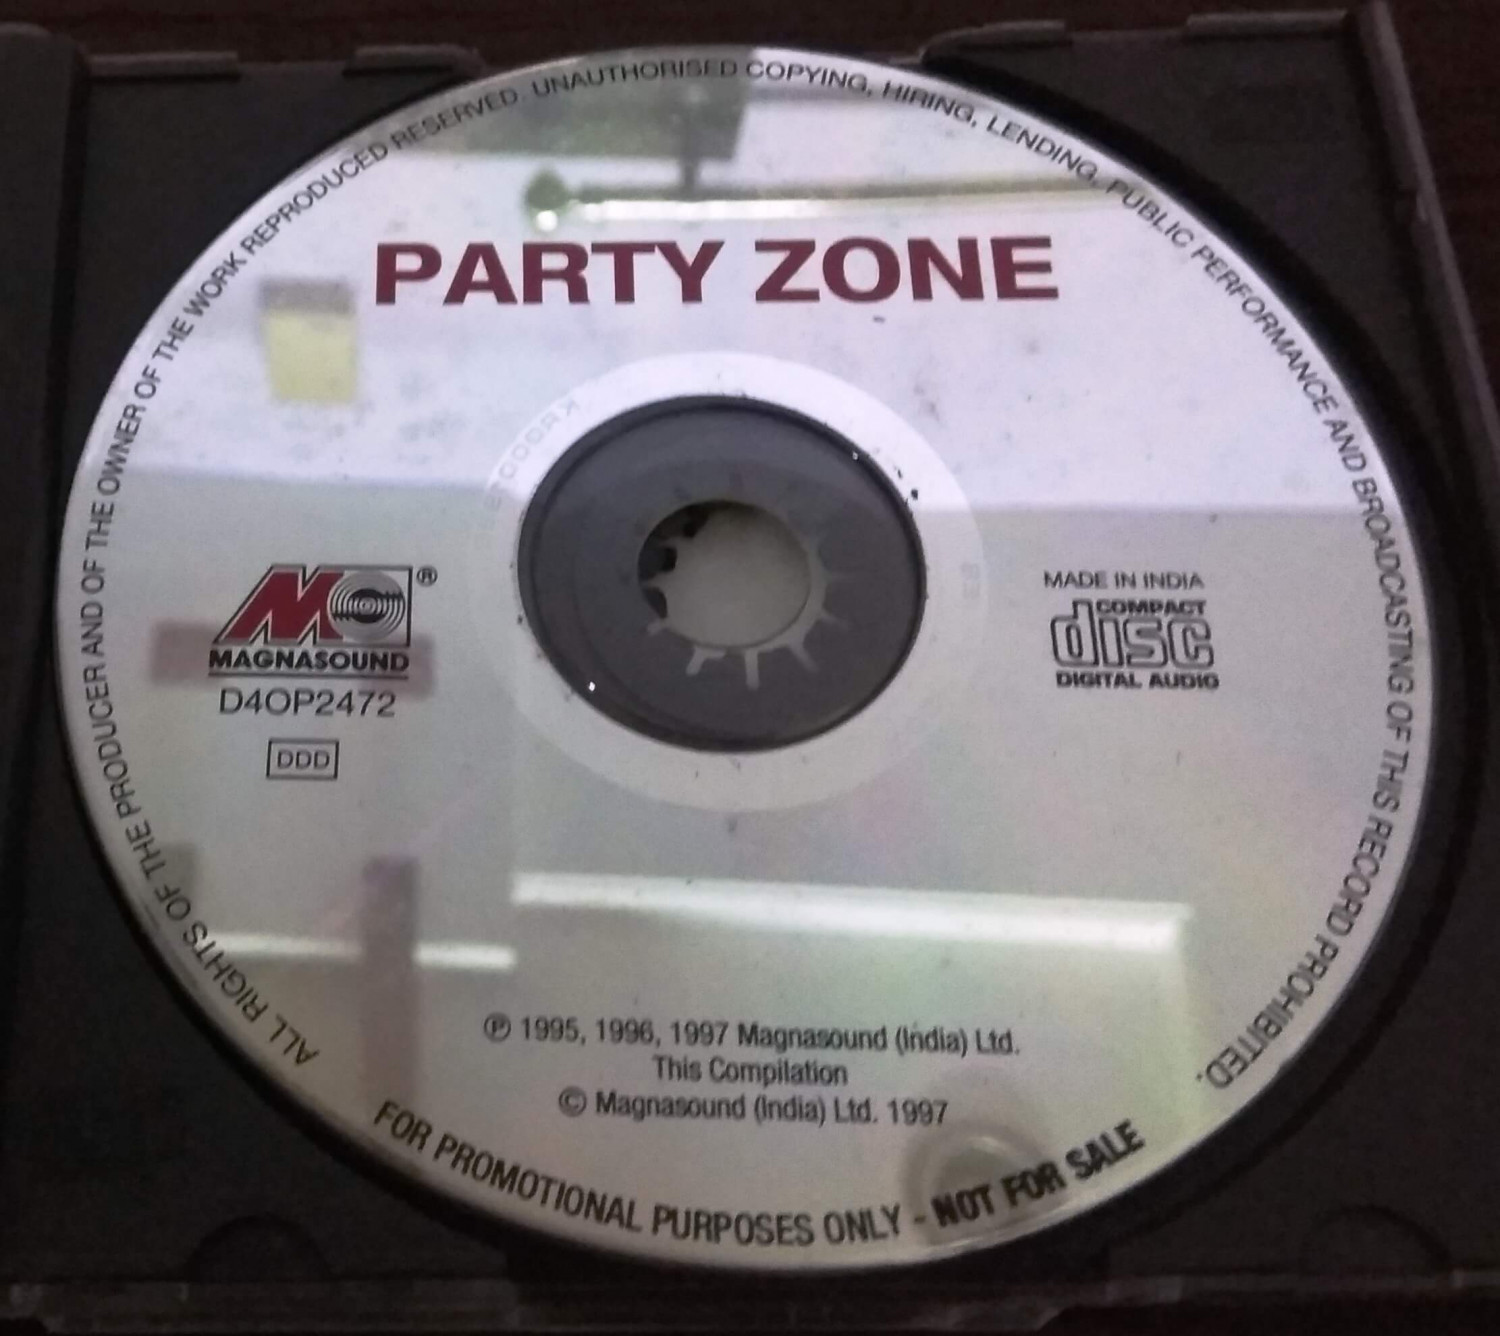 ALL RIGHTS OF THE PRODUCER AND OF THE OWNER OF THE WORK REPRODUCED RESERVED. UNAUTHORISED COPYING, HIRING, LENDING, PUBLIC PERFORMANCE AND BROADCASTING OF THIS RECORD PROHIBITED.
PARTY ZONE
M ®
MAGNASOUND
D4OP2472
DDD
MADE IN INDIA
COMPACT
disc
DIGITAL AUDIO
℗ 1995, 1996, 1997 Magnasound (India) Ltd.
This Compilation
© Magnasound (India) Ltd. 1997
FOR PROMOTIONAL PURPOSES ONLY - NOT FOR SALE